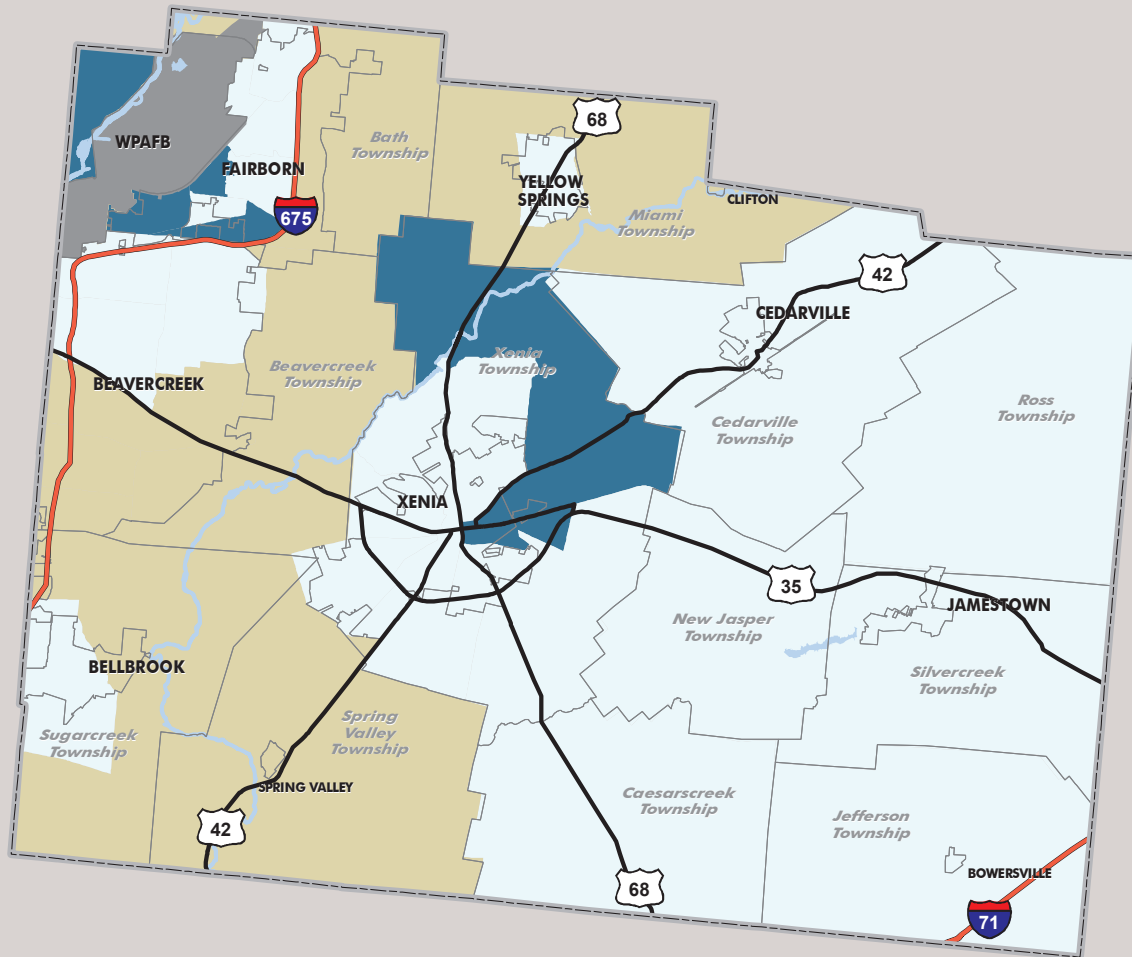 68
WPAFB
Bath
Township
FAIRBORN
YELLOW
SPRINGS
CLIFTON
675
Miami
Township
42
CEDARVILLE
Xenia
Township
BEAVERCREEK
Beavercreek
Township
Ross
Township
Cedarville
Township
XENIA
35
JAMESTOWN
New Jasper
Township
BELLBROOK
Silvercreek
Township
Sugarcreek
Township
Spring
Valley
Township
SPRING VALLEY
Caesarscreek
Township
Jefferson
Township
42
BOWERSVILLE
68
71